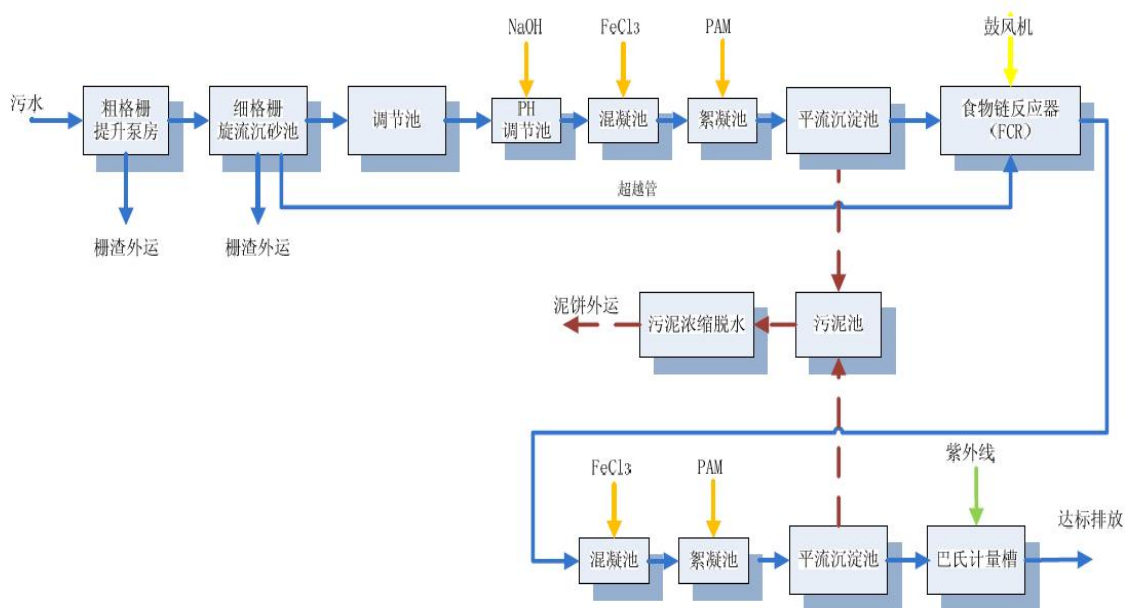 NaOH
FeCl3
PAM
鼓风机
污水
粗格栅
提升泵房
细格栅
旋流沉砂池
调节池
PH
调节池
混凝池
絮凝池
平流沉淀池
食物链反应器
(FCR)
超越管
栅渣外运
栅渣外运
泥饼外运
污泥浓缩脱水
污泥池
FeCl3
PAM
紫外线
达标排放
混凝池
絮凝池
平流沉淀池
巴氏计量槽